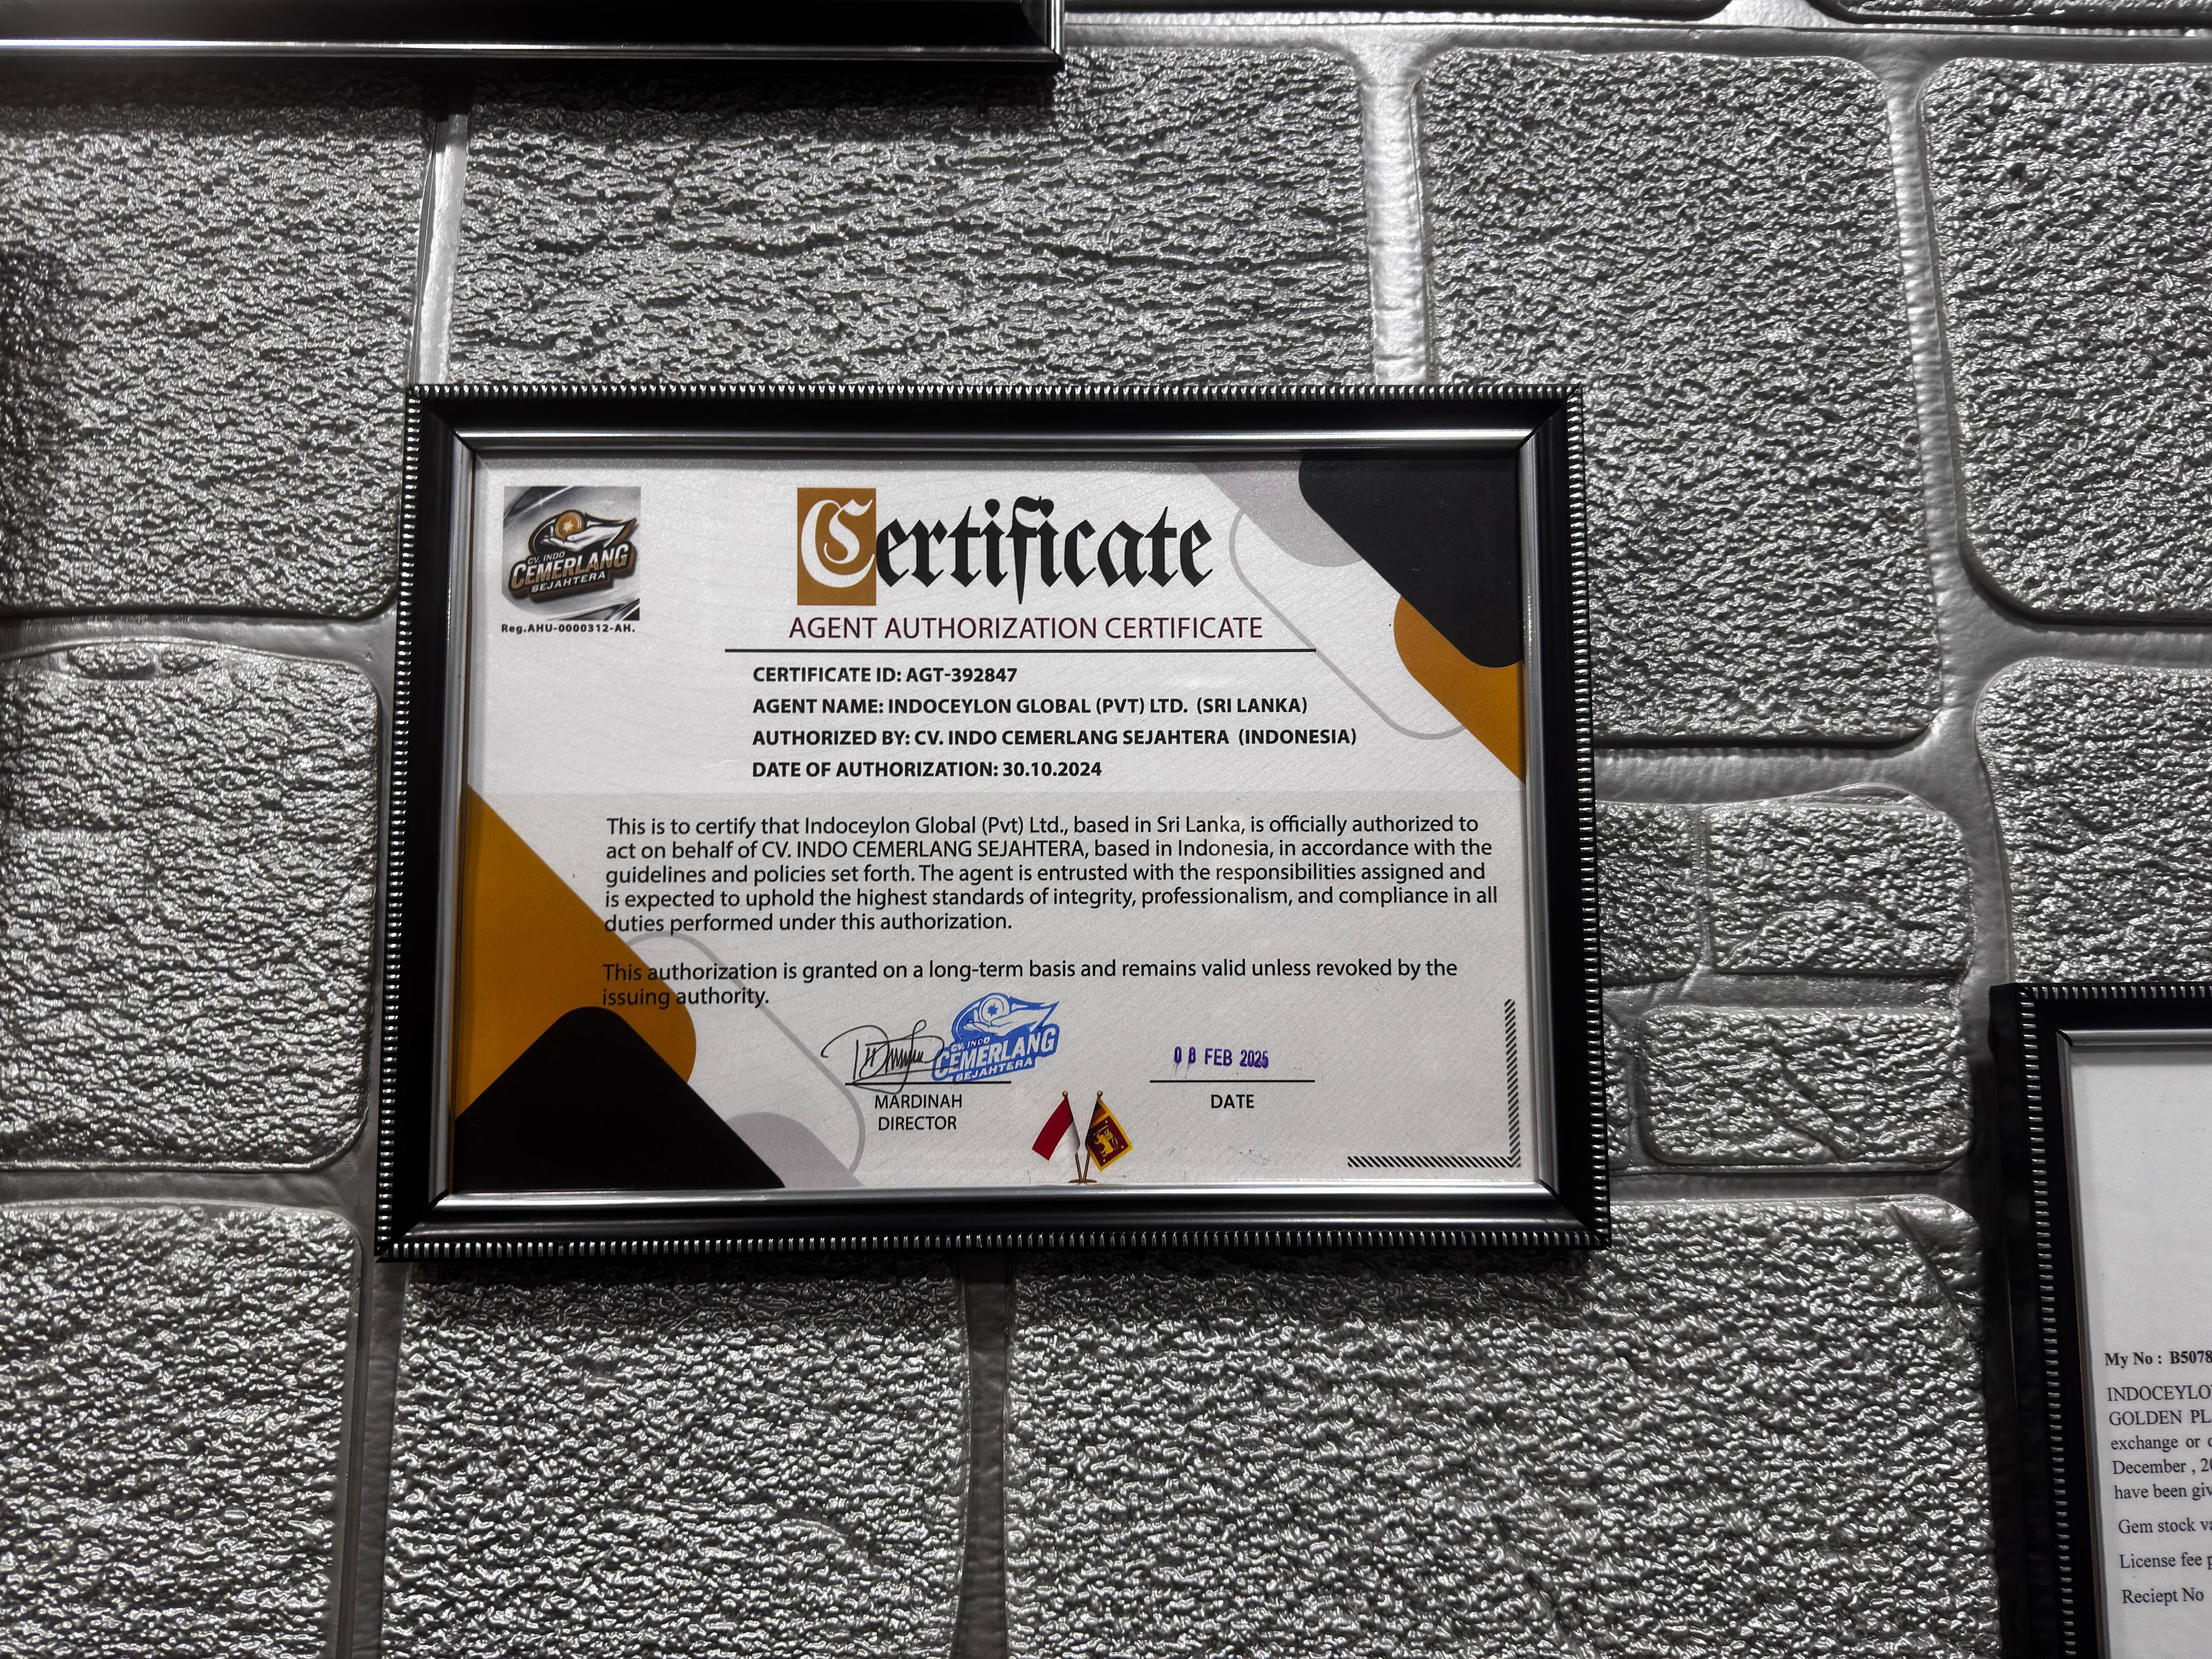 CV. INDO
CEMERLANG
SEJAHTERA
Reg.AHU-0000312-AH.
Certificate
AGENT AUTHORIZATION CERTIFICATE
CERTIFICATE ID: AGT-392847
AGENT NAME: INDOCEYLON GLOBAL (PVT) LTD. (SRI LANKA)
AUTHORIZED BY: CV. INDO CEMERLANG SEJAHTERA (INDONESIA)
DATE OF AUTHORIZATION: 30.10.2024
This is to certify that Indoceylon Global (Pvt) Ltd., based in Sri Lanka, is officially authorized to
act on behalf of CV. INDO CEMERLANG SEJAHTERA, based in Indonesia, in accordance with the
guidelines and policies set forth. The agent is entrusted with the responsibilities assigned and
is expected to uphold the highest standards of integrity, professionalism, and compliance in all
duties performed under this authorization.
This authorization is granted on a long-term basis and remains valid unless revoked by the
issuing authority.
CV. INDO
CEMERLANG
SEJAHTERA
08 FEB 2025
MARDINAH
DIRECTOR
DATE
My No : B5078
INDOCEYLO
GOLDEN PL
exchange or
December , 20
have been giv
Gem stock va
License fee p
Reciept No